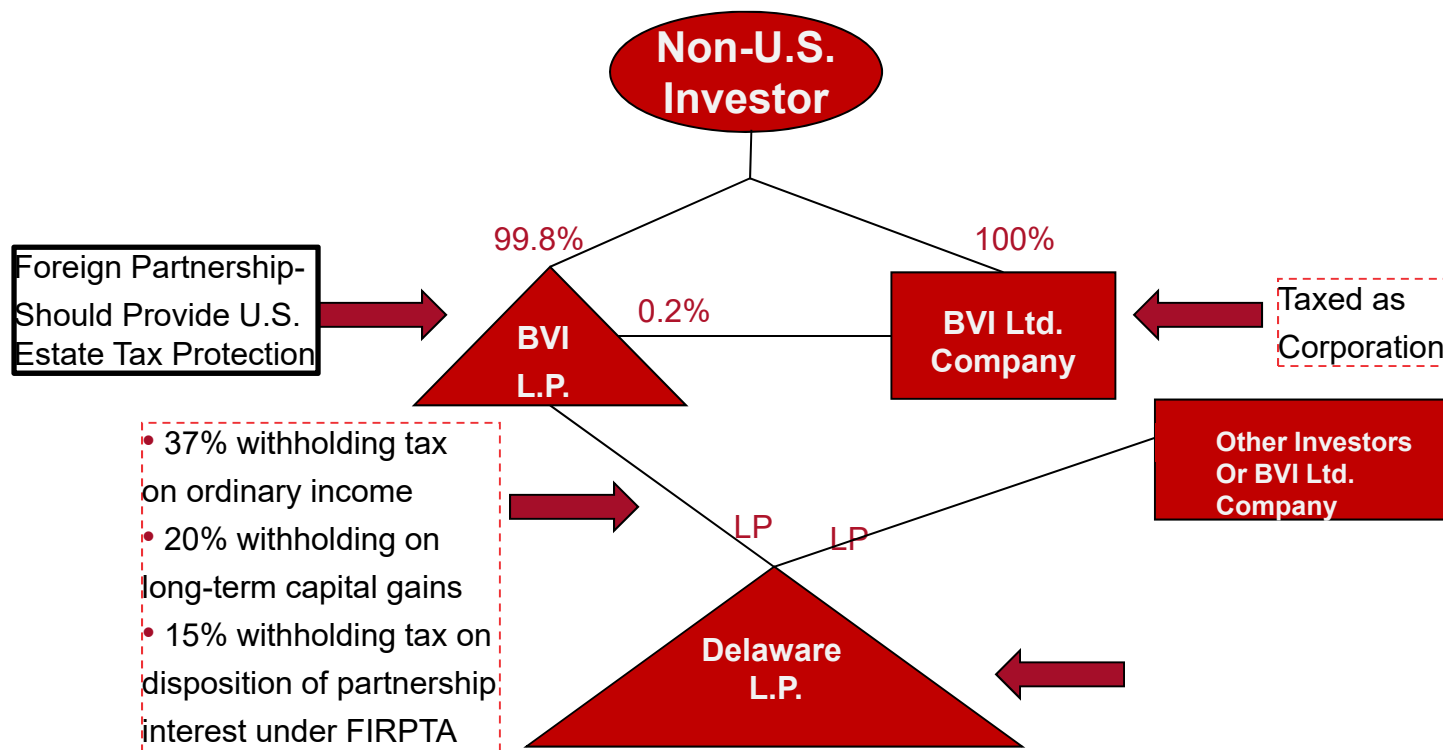 Non-U.S.
Investor
99.8%
100%
Foreign Partnership-
Should Provide U.S.
Estate Tax Protection
0.2%
BVI
L.P.
BVI Ltd.
Company
Taxed as
Corporation
• 37% withholding tax
on ordinary income
• 20% withholding on
long-term capital gains
• 15% withholding tax on
disposition of partnership
interest under FIRPTA
Other Investors
Or BVI Ltd.
Company
LP
LP
Delaware
L.P.